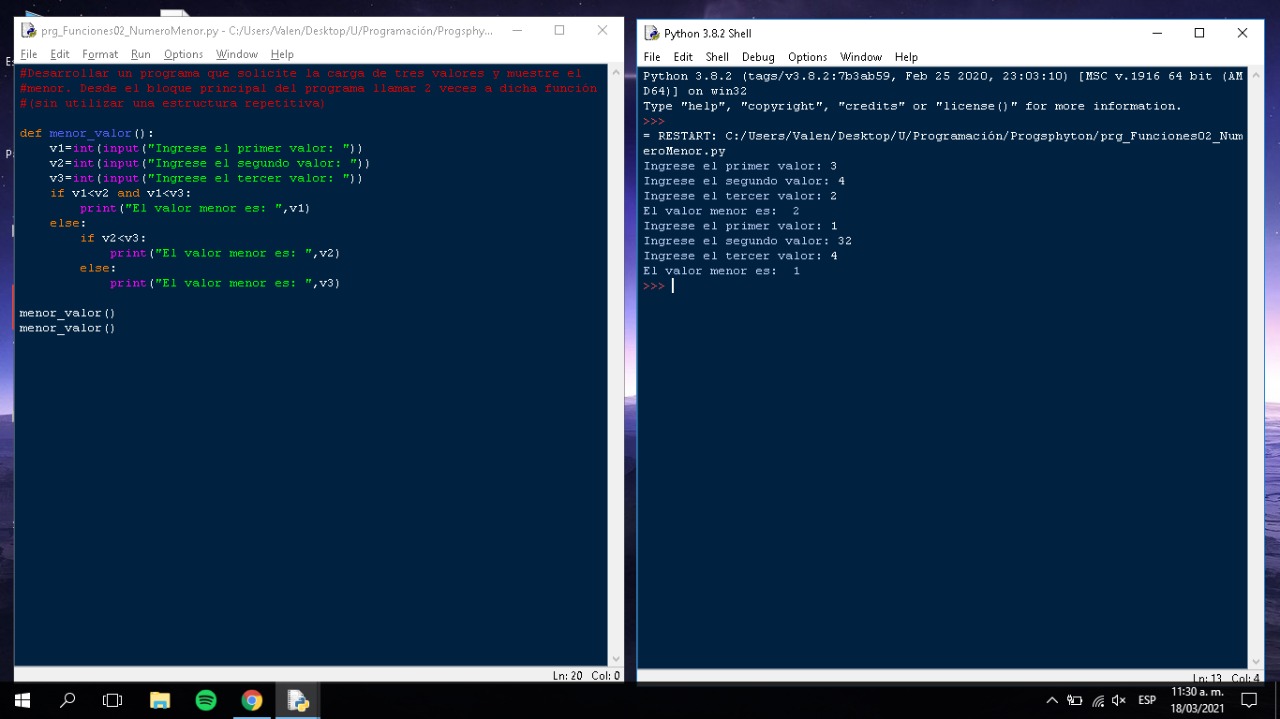 prg_Funciones02_NumeroMenor.py - C:/Users/Valen/Desktop/U/Programación/Progsphy...
File Edit Format Run Options Window Help
#Desarrollar un programa que solicite la carga de tres valores y muestre el
#menor. Desde el bloque principal del programa llamar 2 veces a dicha función
#(sin utilizar una estructura repetitiva)
def menor_valor():
    v1=int(input("Ingrese el primer valor: "))
    v2=int(input("Ingrese el segundo valor: "))
    v3=int(input("Ingrese el tercer valor: "))
    if v1<v2 and v1<v3:
        print("El valor menor es: ",v1)
    else:
        if v2<v3:
            print("El valor menor es: ",v2)
        else:
            print("El valor menor es: ",v3)
menor_valor()
menor_valor()
Ln: 20 Col: 0
Python 3.8.2 Shell
File Edit Shell Debug Options Window Help
Python 3.8.2 (tags/v3.8.2:7b3ab59, Feb 25 2020, 23:03:10) [MSC v.1916 64 bit (AM
D64)] on win32
Type "help", "copyright", "credits" or "license()" for more information.
>>>
= RESTART: C:/Users/Valen/Desktop/U/Programación/Progsphyton/prg_Funciones02_Num
eroMenor.py
Ingrese el primer valor: 3
Ingrese el segundo valor: 4
Ingrese el tercer valor: 2
El valor menor es:  2
Ingrese el primer valor: 1
Ingrese el segundo valor: 32
Ingrese el tercer valor: 4
El valor menor es:  1
>>>
Ln: 13 Col: 4
ESP
11:30 a. m.
18/03/2021